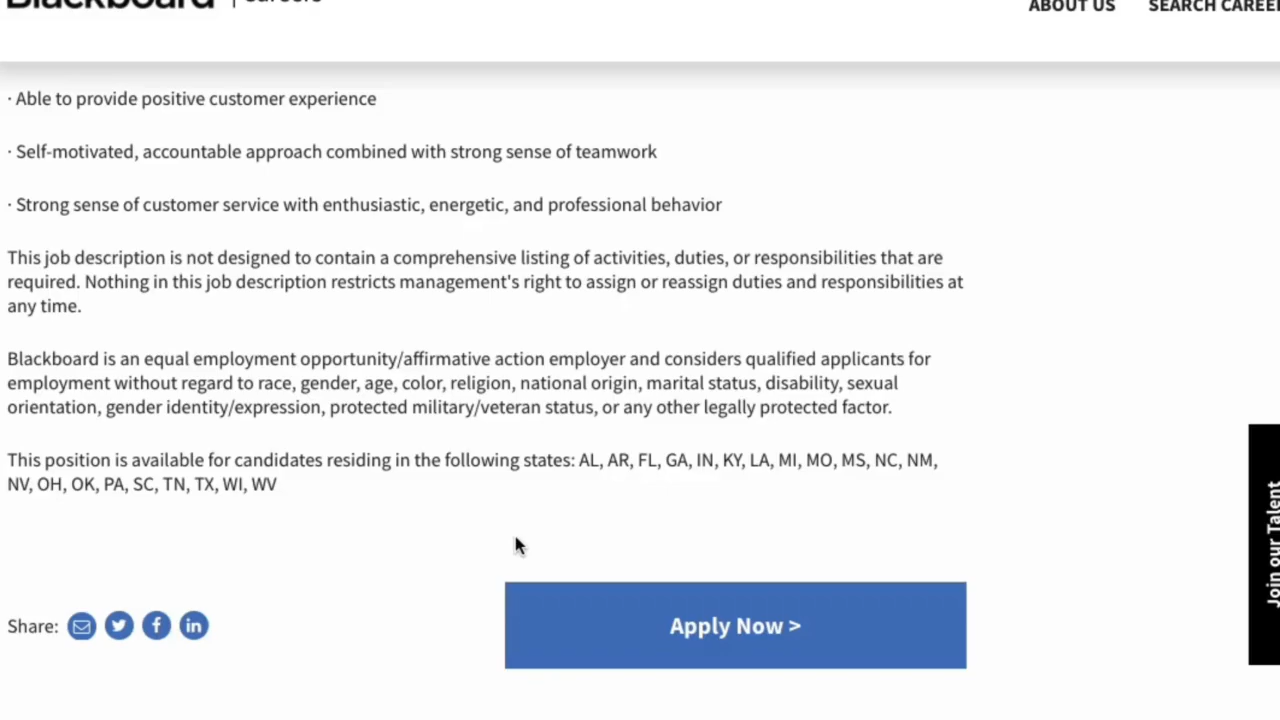 Blackboard | Careers
ABOUT US SEARCH CAREE
· Able to provide positive customer experience
· Self-motivated, accountable approach combined with strong sense of teamwork
· Strong sense of customer service with enthusiastic, energetic, and professional behavior
This job description is not designed to contain a comprehensive listing of activities, duties, or responsibilities that are
required. Nothing in this job description restricts management's right to assign or reassign duties and responsibilities at
any time.
Blackboard is an equal employment opportunity/affirmative action employer and considers qualified applicants for
employment without regard to race, gender, age, color, religion, national origin, marital status, disability, sexual
orientation, gender identity/expression, protected military/veteran status, or any other legally protected factor.
This position is available for candidates residing in the following states: AL, AR, FL, GA, IN, KY, LA, MI, MO, MS, NC, NM,
NV, OH, OK, PA, SC, TN, TX, WI, WV
Share:
Apply Now >
Join our Talent